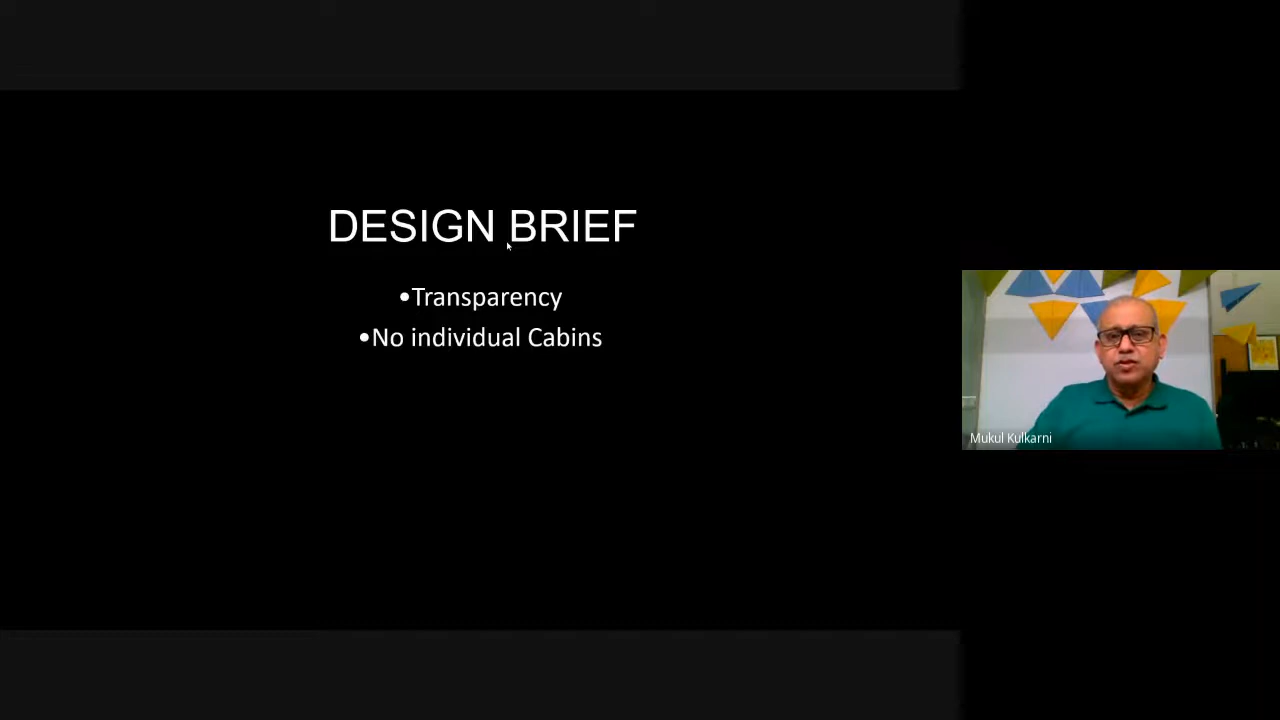 DESIGN BRIEF
•Transparency
•No individual Cabins
Mukul Kulkarni